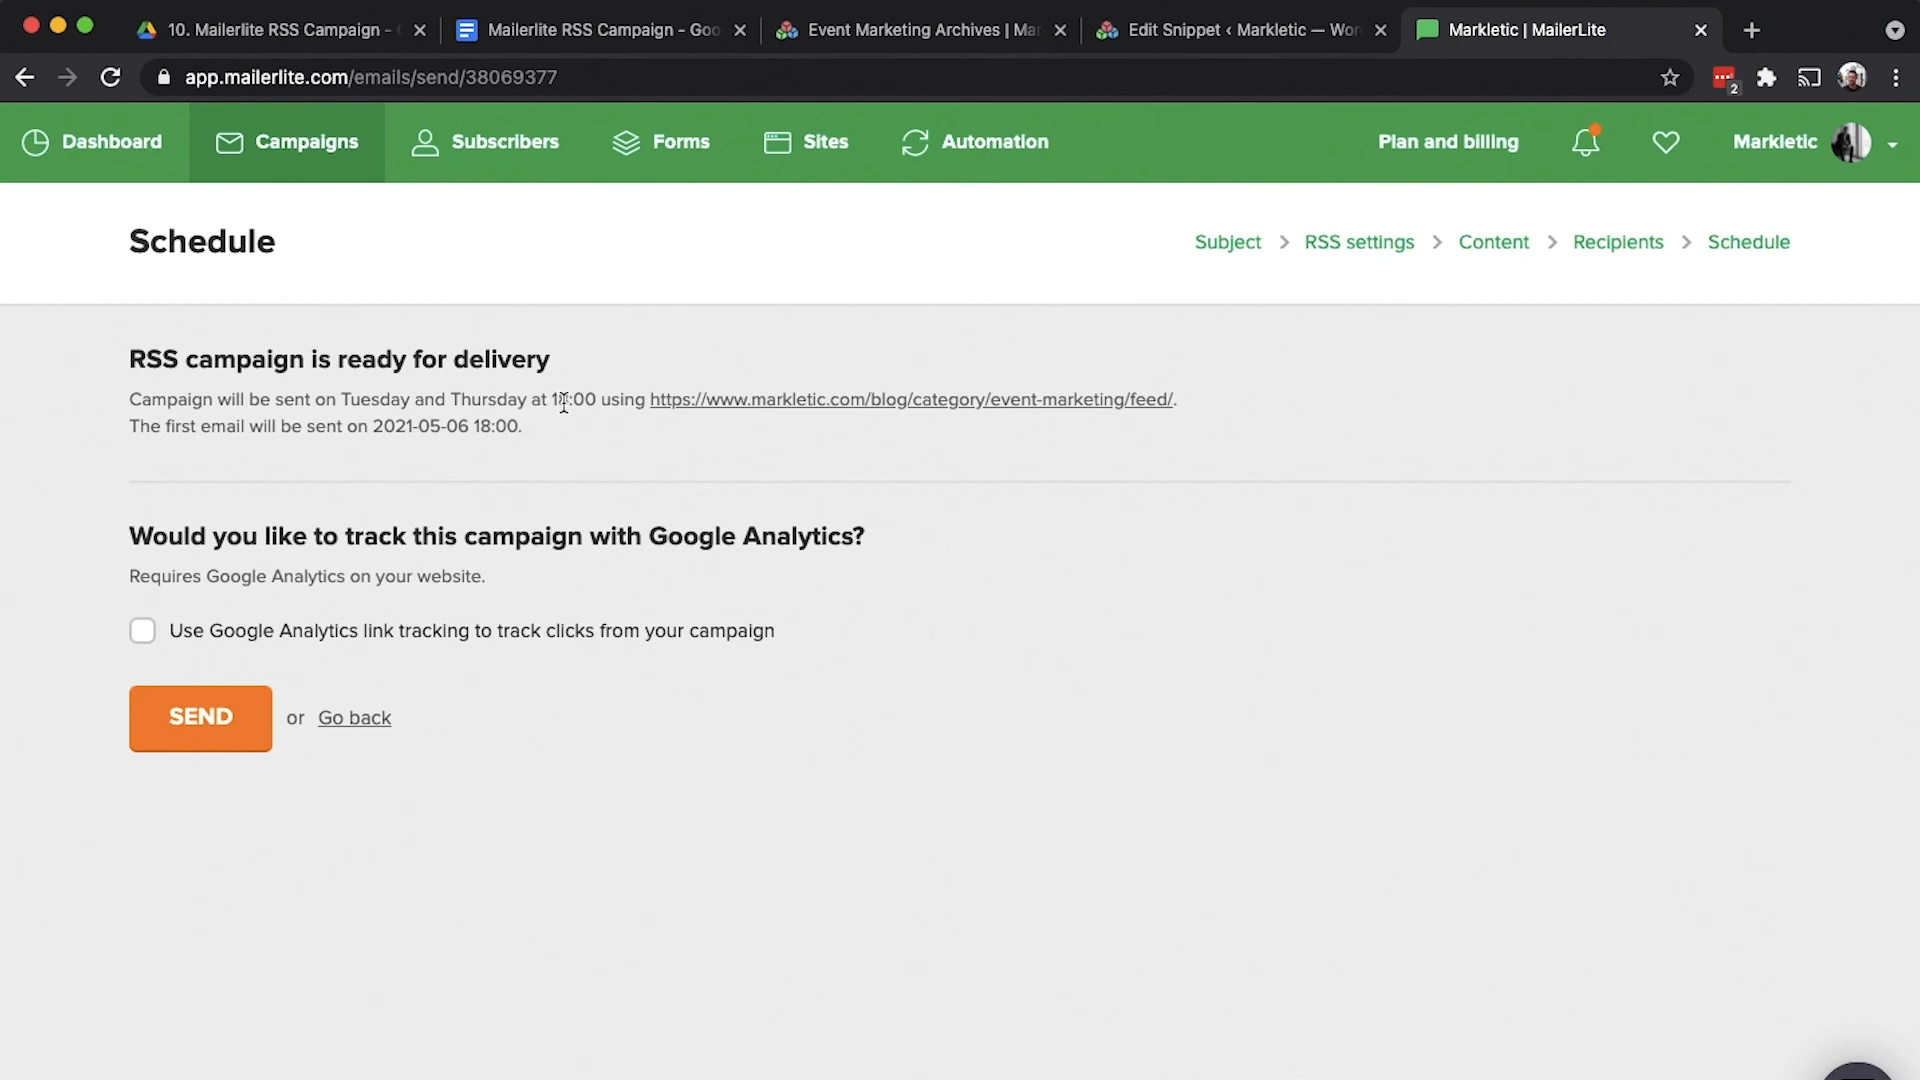 10. Mailerlite RSS Campaign -
Mailerlite RSS Campaign - Goo
Event Marketing Archives | Mar
Edit Snippet ‹ Markletic — Wor
Markletic | MailerLite
app.mailerlite.com/emails/send/38069377
2
Dashboard
Campaigns
Subscribers
Forms
Sites
Automation
Plan and billing
Markletic
Schedule
Subject
RSS settings
Content
Recipients
Schedule
RSS campaign is ready for delivery
Campaign will be sent on Tuesday and Thursday at using https://www.markletic.com/blog/category/event-marketing/feed/.
The first email will be sent on 2021-05-06 18:00.
Would you like to track this campaign with Google Analytics?
Requires Google Analytics on your website.
Use Google Analytics link tracking to track clicks from your campaign
SEND or Go back